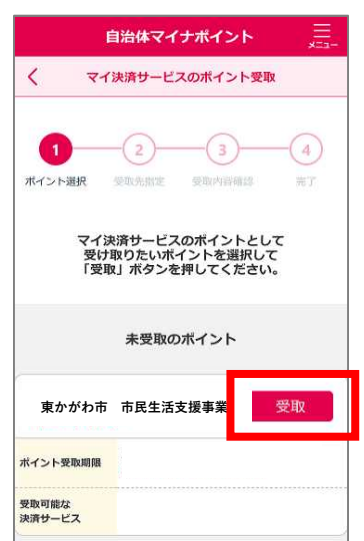 自治体マイナポイント
メニュー
マイ決済サービスのポイント受取
1 2 3 4
ポイント選択 受取先指定 受取内容確認 完了
マイ決済サービスのポイントとして
受け取りたいポイントを選択して
「受取」ボタンを押してください。
未受取のポイント
東かがわ市 市民生活支援事業 受取
ポイント受取期限
受取可能な
決済サービス